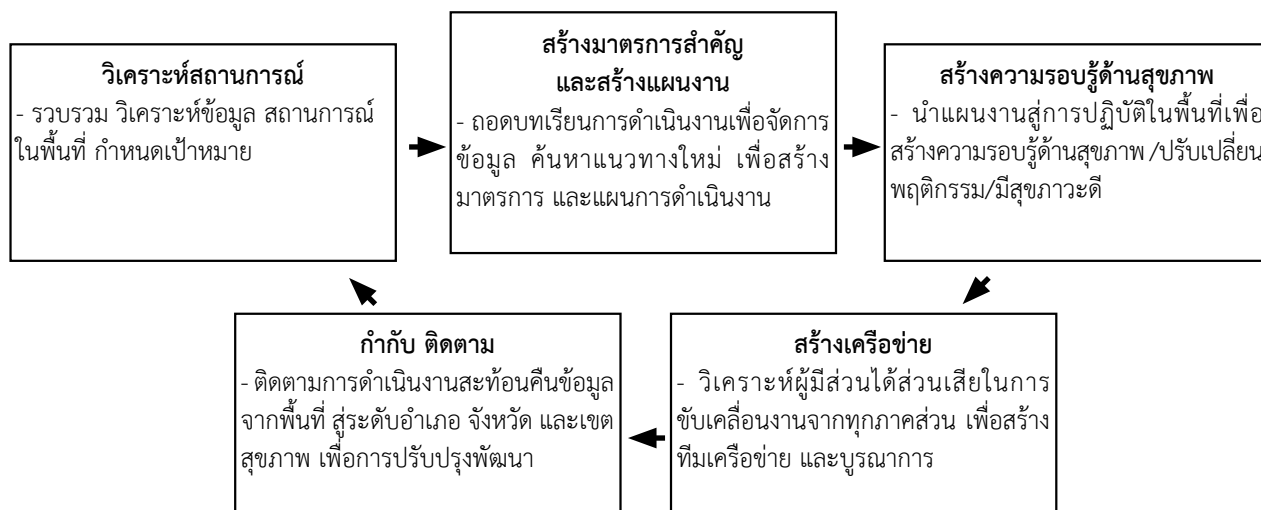 วิเคราะห์สถานการณ์
- รวบรวม วิเคราะห์ข้อมูล สถานการณ์
ในพื้นที่ กำหนดเป้าหมาย
สร้างมาตรการสำคัญ
และสร้างแผนงาน
- ถอดบทเรียนการดำเนินงานเพื่อจัดการ
ข้อมูล ค้นหาแนวทางใหม่ เพื่อสร้าง
มาตรการ และแผนการดำเนินงาน
สร้างความรอบรู้ด้านสุขภาพ
- นำแผนงานสู่การปฏิบัติในพื้นที่เพื่อ
สร้างความรอบรู้ด้านสุขภาพ /ปรับเปลี่ยน
พฤติกรรม/มีสุขภาวะดี
กำกับ ติดตาม
- ติดตามการดำเนินงานสะท้อนคืนข้อมูล
จากพื้นที่ สู่ระดับอำเภอ จังหวัด และเขต
สุขภาพ เพื่อการปรับปรุงพัฒนา
สร้างเครือข่าย
- วิเคราะห์ผู้มีส่วนได้ส่วนเสียในการ
ขับเคลื่อนงานจากทุกภาคส่วน เพื่อสร้าง
ทีมเครือข่าย และบูรณาการ